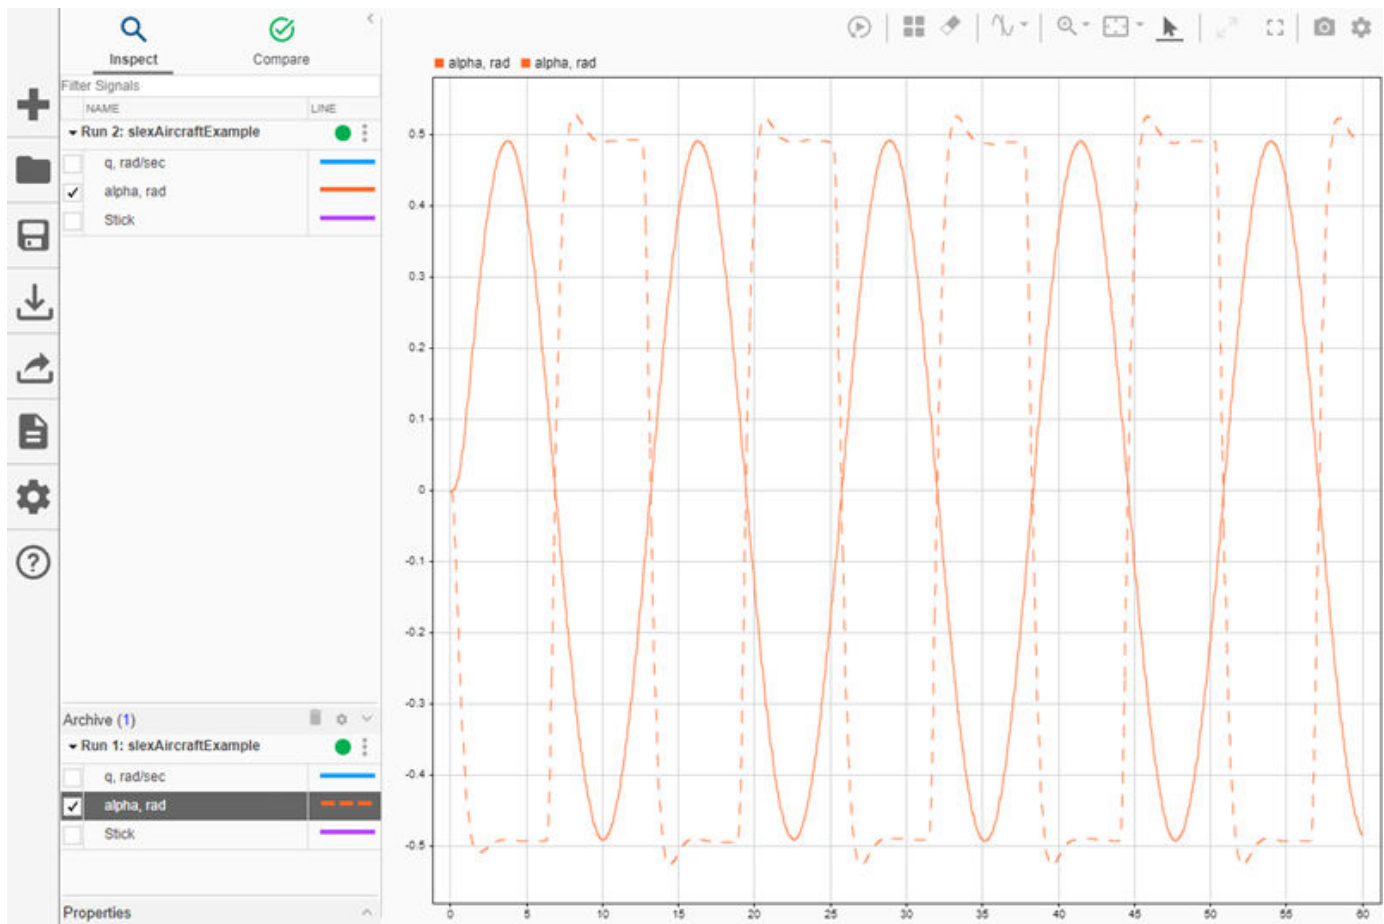 Inspect
Compare
Filter Signals
NAME
LINE
Run 2: slexAircraftExample
q, rad/sec
alpha, rad
Stick
Archive (1)
Run 1: slexAircraftExample
q, rad/sec
alpha, rad
Stick
Properties
alpha, rad alpha, rad
0.5
0.4
0.3
0.2
0.1
0
-0.1
-0.2
-0.3
-0.4
-0.5
0 5 10 15 20 25 30 35 40 45 50 55 60